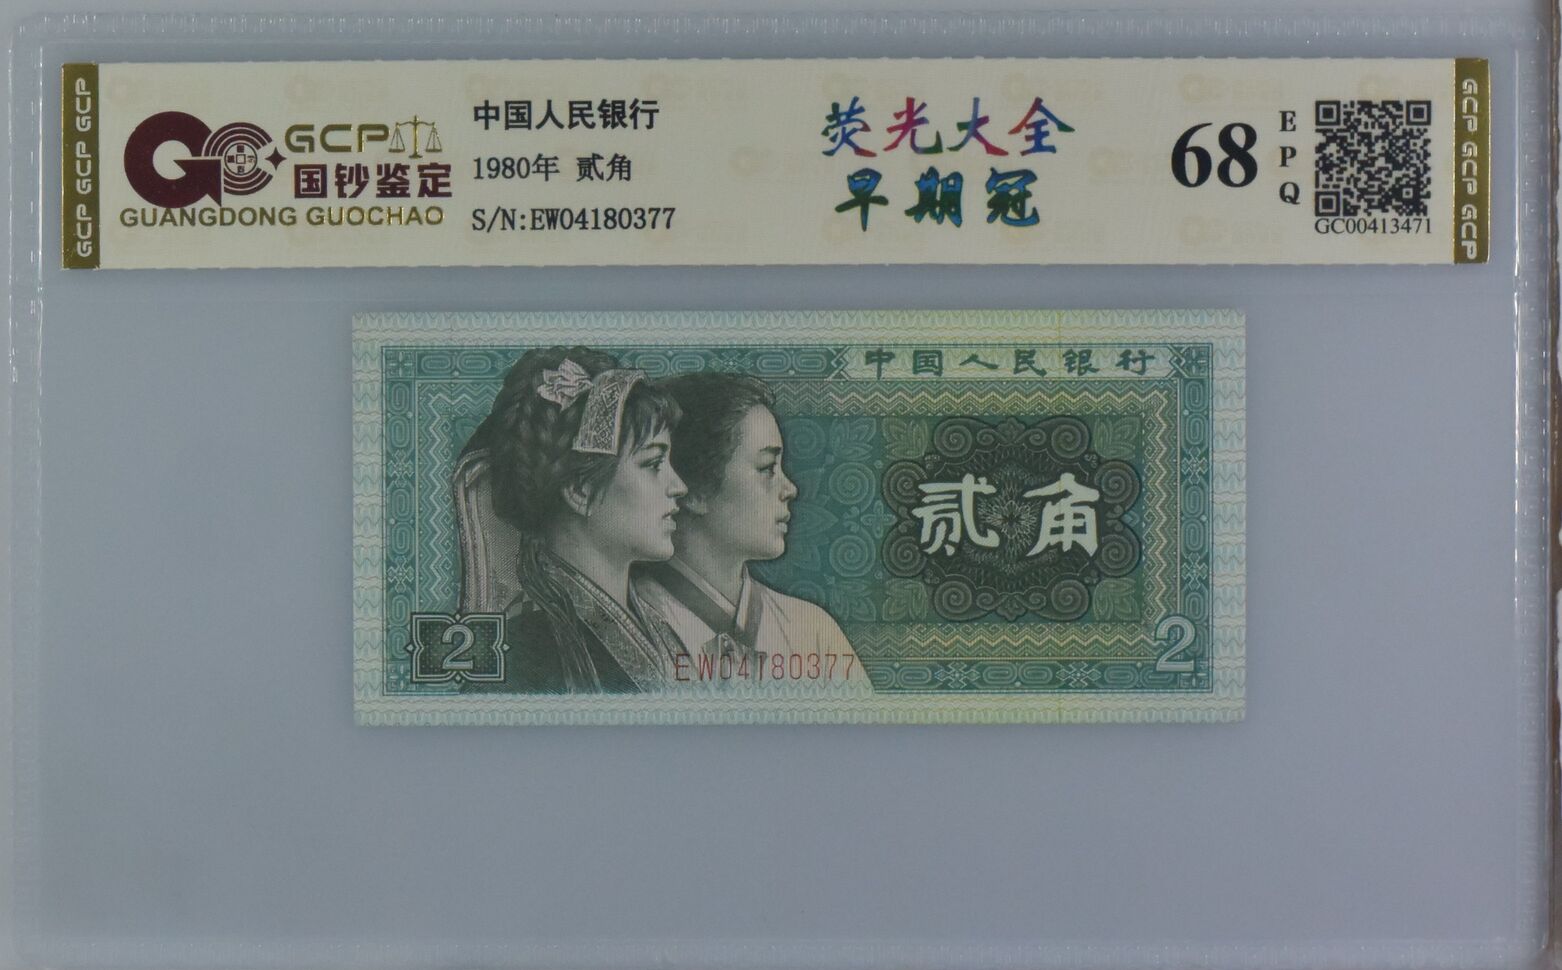 GCP GCP GCP
GCP
国钞鉴定
GUANGDONG GUOCHAO
中国人民银行
1980年 贰角
S/N:EW04180377
荧光大全
早期冠
68
EPQ
GC00413471
GCP GCP GCP
中国人民银行
贰角
2
2
EW04180377